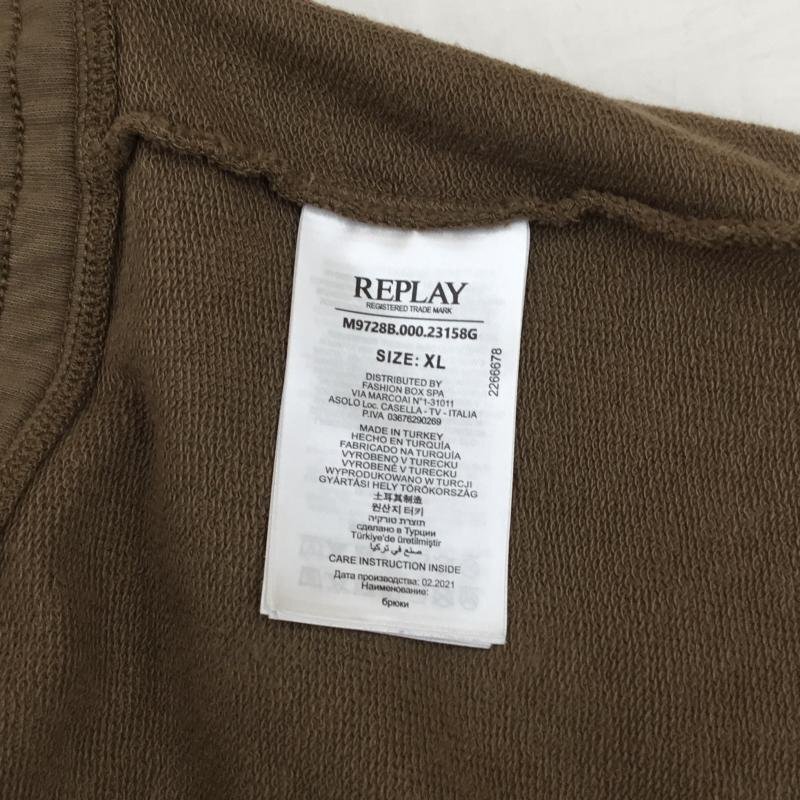 REPLAY
REGISTERED TRADE MARK
M9728B.000.23158G
SIZE: XL
2266678
DISTRIBUTED BY
FASHION BOX SPA
VIA MARCOAI N°1-31011
ASOLO Loc. CASELLA - TV - ITALIA
P.IVA 03676290269
MADE IN TURKEY
HECHO EN TURQUÍA
FABRICADO NA TURQUÍA
VYROBENO V TURECKU
VYROBENÉ V TURECKU
WYPRODUKOWANO W TURCJI
GYÁRTÁSI HELY TÖRÖKORSZÁG
土耳其制造
원산지 터키
תוצרת טורקיה
сделано в Турции
Türkiye'de üretilmiştir
صنع في تركيا
CARE INSTRUCTION INSIDE
Дата производства: 02.2021
Наименование:
брюки